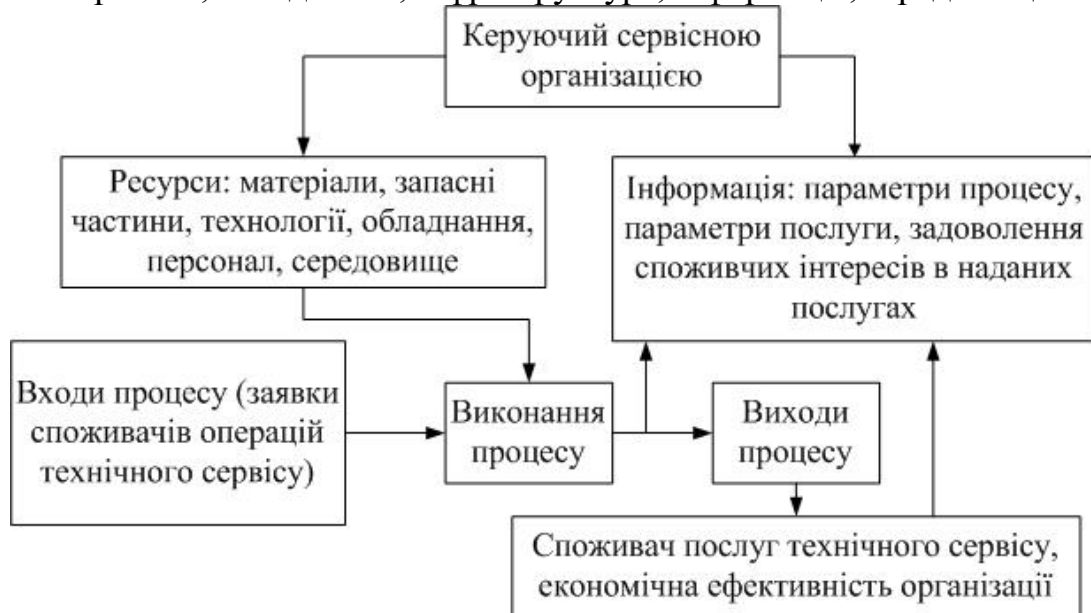 Керуючий сервісною
організацією
Ресурси: матеріали, запасні
частини, технології, обладнання,
персонал, середовище
Інформація: параметри процесу,
параметри послуги, задоволення
споживчих інтересів в наданих
послугах
Входи процесу (заявки
споживачів операцій
технічного сервісу)
Виконання
процесу
Виходи
процесу
Споживач послуг технічного сервісу,
економічна ефективність організації